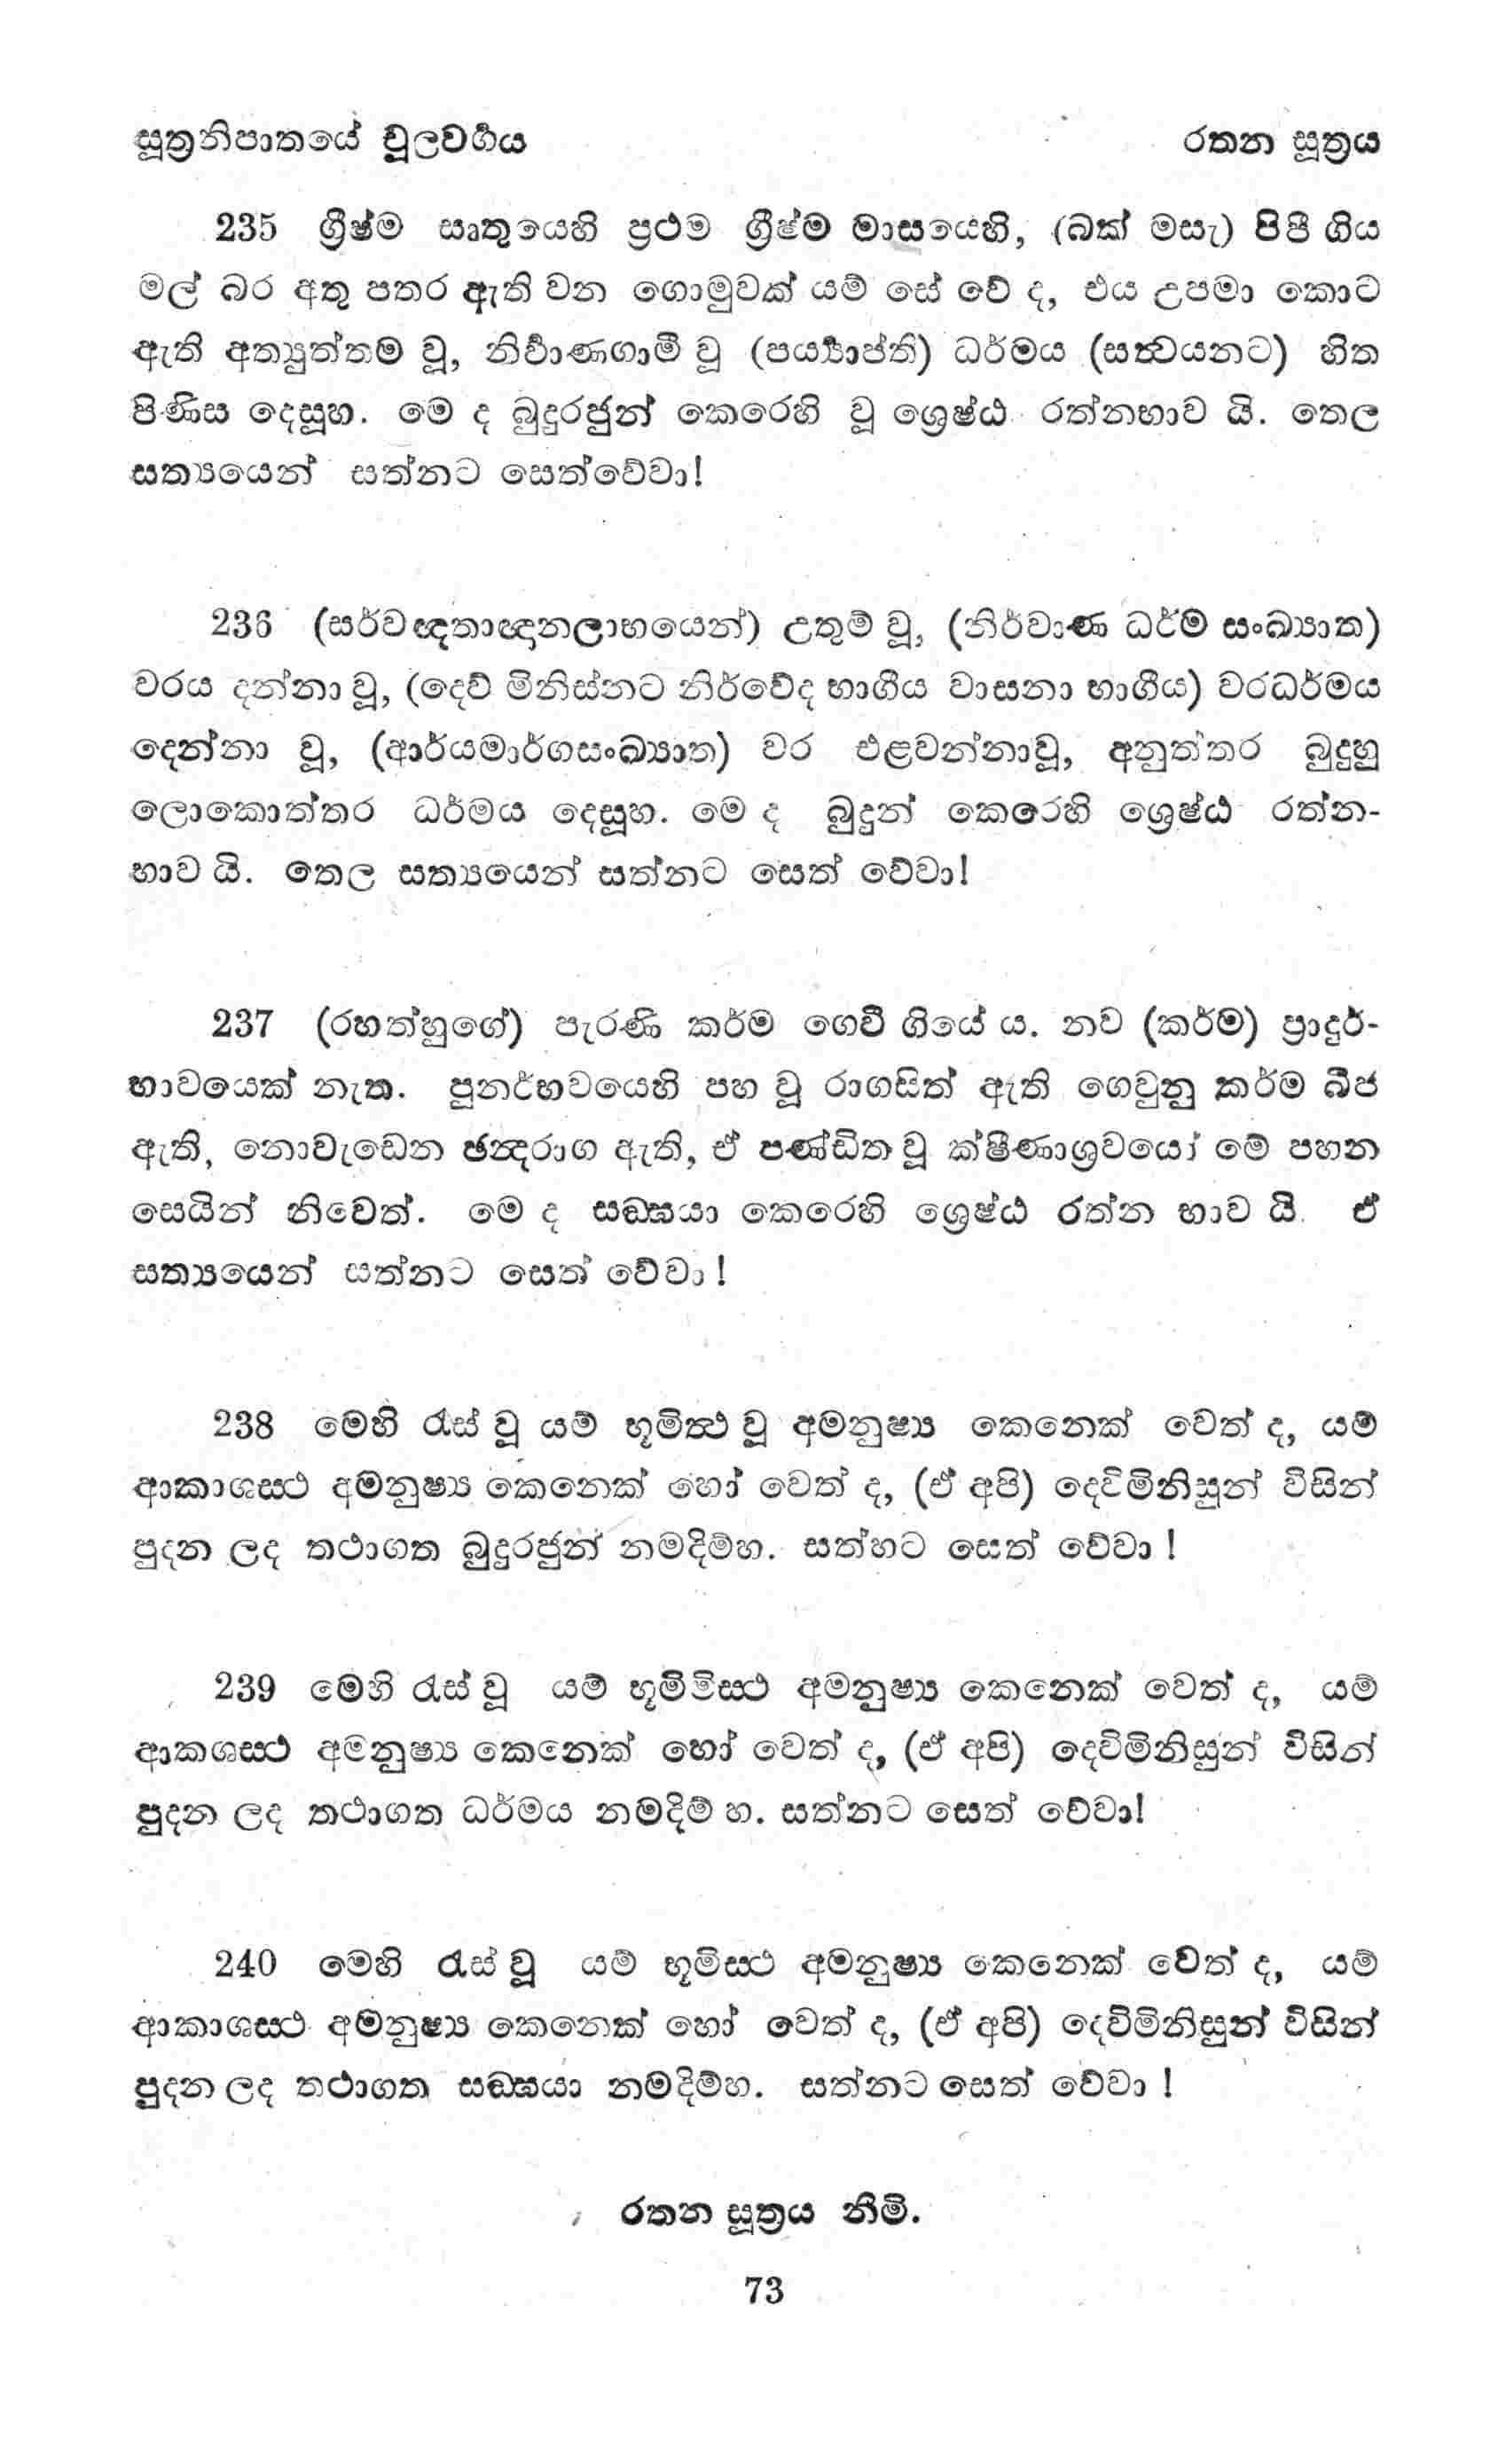 සූත්‍රනිපාතයේ චූලවර්‍ගය රතන සූත්‍රය
235 ග්‍රීෂ්ම ඍතුයෙහි ප්‍රථම ග්‍රීෂ්ම මාසයෙහි, (බක් මසැ) පිපී ගිය
මල් බර අතු පතර ඇති වන ගොමුවක් යම් සේ වේ ද, එය උපමා කොට
ඇති අත්‍යුත්තම වූ, නිර්‍වාණගාමී වූ (පර්‍ය්‍යාප්ති) ධර්මය (සත්‍වයනට) හිත
පිණිස දෙසූහ. මෙ ද බුදුරජුන් කෙරෙහි වූ ශ්‍රෙෂ්ඨ රත්නභාව යි. තෙල
සත්‍යයෙන් සත්නට සෙත්වේවා!
236 (සර්වඥතාඥානලාභයෙන්) උතුම් වූ, (නිර්වාණ ධර්ම සංඛ්‍යාත)
වරය දන්නා වූ, (දෙව් මිනිස්නට නිර්වේද භාගීය වාසනා භාගීය) වරධර්මය
දෙන්නා වූ, (ආර්යමාර්ගසංඛ්‍යාත) වර එළවන්නාවූ, අනුත්තර බුදුහු
ලොකොත්තර ධර්මය දෙසූහ. මෙ ද බුදුන් කෙරෙහි ශ්‍රෙෂ්ඨ රත්න-
භාව යි. තෙල සත්‍යයෙන් සත්නට සෙත් වේවා!
237 (රහත්හුගේ) පැරණි කර්ම ගෙවී ගියේ ය. නව (කර්ම) ප්‍රාදුර්-
භාවයෙක් නැත. පුනර්භවයෙහි පහ වූ රාගසිත් ඇති ගෙවුනු කර්ම බීජ
ඇති, නොවැඩෙන ඡන්‍දරාග ඇති, ඒ පණ්ඩිත වූ ක්ෂීණාශ්‍රවයෝ මේ පහන
සෙයින් නිවෙත්. මෙ ද සඞ්ඝයා කෙරෙහි ශ්‍රෙෂ්ඨ රත්න භාව යි. ඒ
සත්‍යයෙන් සත්නට සෙත් වේවා !
238 මෙහි රැස් වූ යම් භූමිත්‍ථ වූ අමනුෂ්‍ය කෙනෙක් වෙත් ද, යම්
ආකාශස්‍ථ අමනුෂ්‍ය කෙනෙක් හෝ වෙත් ද, (ඒ අපි) දෙව්මිනිසුන් විසින්
පුදන ලද තථාගත බුදුරජුන් නමදිම්හ. සත්හට සෙත් වේවා !
239 මෙහි රැස් වූ යම් භූමිම්ස්‍ථ අමනුෂ්‍ය කෙනෙක් වෙත් ද, යම්
ආකශස්‍ථ අමනුෂ්‍ය කෙනෙක් හෝ වෙත් ද, (ඒ අපි) දෙව්මිනිසුන් විසින්
පුදන ලද තථාගත ධර්මය නමදිම් හ. සත්නට සෙත් වේවා!
240 මෙහි රැස් වූ යම් භූමිස්‍ථ අමනුෂ්‍ය කෙනෙක් වෙත් ද, යම්
ආකාශස්‍ථ අමනුෂ්‍ය කෙනෙක් හෝ වෙත් ද, (ඒ අපි) දෙව්මිනිසුන් විසින්
පුදන ලද තථාගත සඞ්ඝයා නමදිම්හ. සත්නට සෙත් වේවා !
රතන සූත්‍රය නිමි.
73